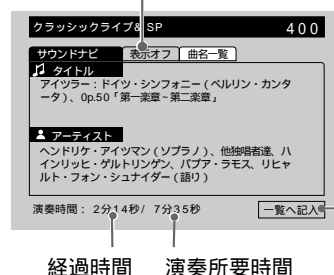 クラッシックライブ& SP 400
サウンドナビ 表示オフ 曲名一覧
タイトル
アイツラー：ドイツ・シンフォニー（ベルリン・カンタ
ータ）、Op.50「第一楽章~第二楽章」
アーティスト
ヘンドリケ・アイツマン（ソプラノ）、他独唱者達、ハ
インリッヒ・ゲルトリンゲン、パプア・ラモス、リヒャ
ルト・フォン・シュナイダー（語り）
演奏時間： 2分14秒/ 7分35秒 一覧へ記入
経過時間 演奏所要時間